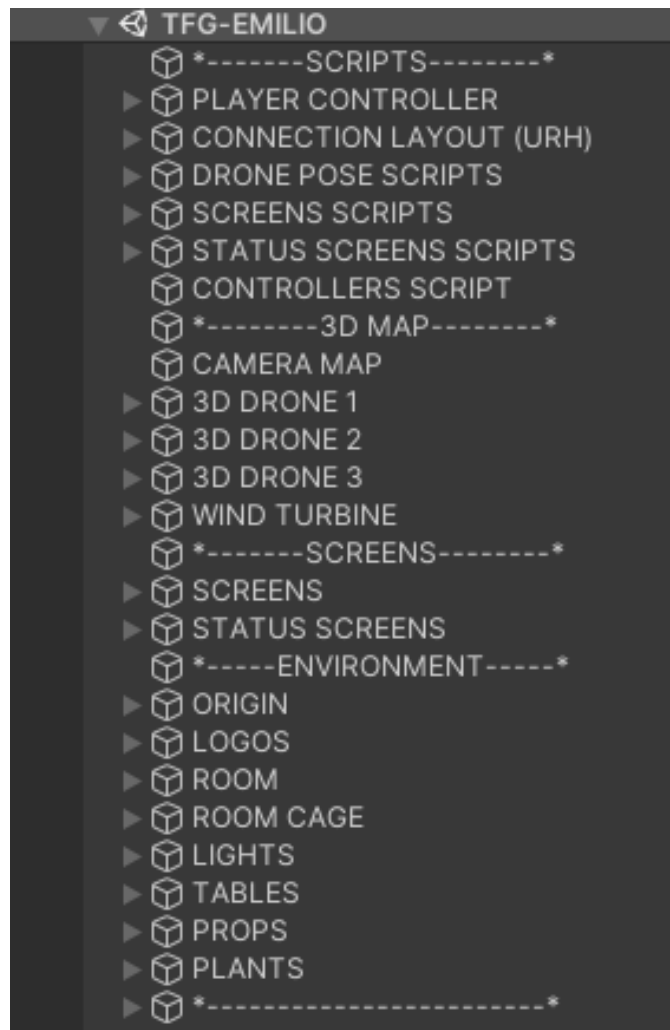 TFG-EMILIO
*-------SCRIPTS--------*
PLAYER CONTROLLER
CONNECTION LAYOUT (URH)
DRONE POSE SCRIPTS
SCREENS SCRIPTS
STATUS SCREENS SCRIPTS
CONTROLLERS SCRIPT
*--------3D MAP--------*
CAMERA MAP
3D DRONE 1
3D DRONE 2
3D DRONE 3
WIND TURBINE
*-------SCREENS--------*
SCREENS
STATUS SCREENS
*-----ENVIRONMENT-----*
ORIGIN
LOGOS
ROOM
ROOM CAGE
LIGHTS
TABLES
PROPS
PLANTS
*-------------------------*